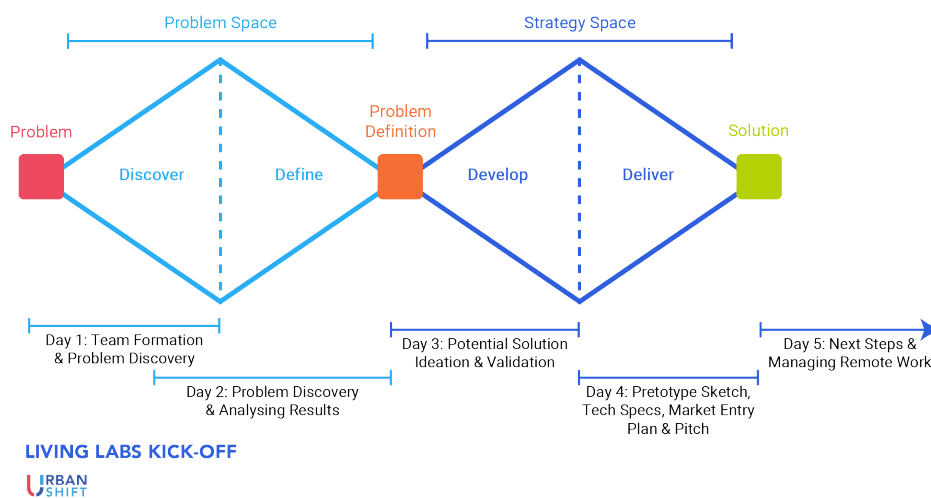 Problem Space
Strategy Space
Problem
Problem
Definition
Solution
Discover
Define
Develop
Deliver
Day 1: Team Formation
& Problem Discovery
Day 2: Problem Discovery
& Analysing Results
Day 3: Potential Solution
Ideation & Validation
Day 4: Pretotype Sketch,
Tech Specs, Market Entry
Plan & Pitch
Day 5: Next Steps &
Managing Remote Work
LIVING LABS KICK-OFF
URBAN
SHIFT